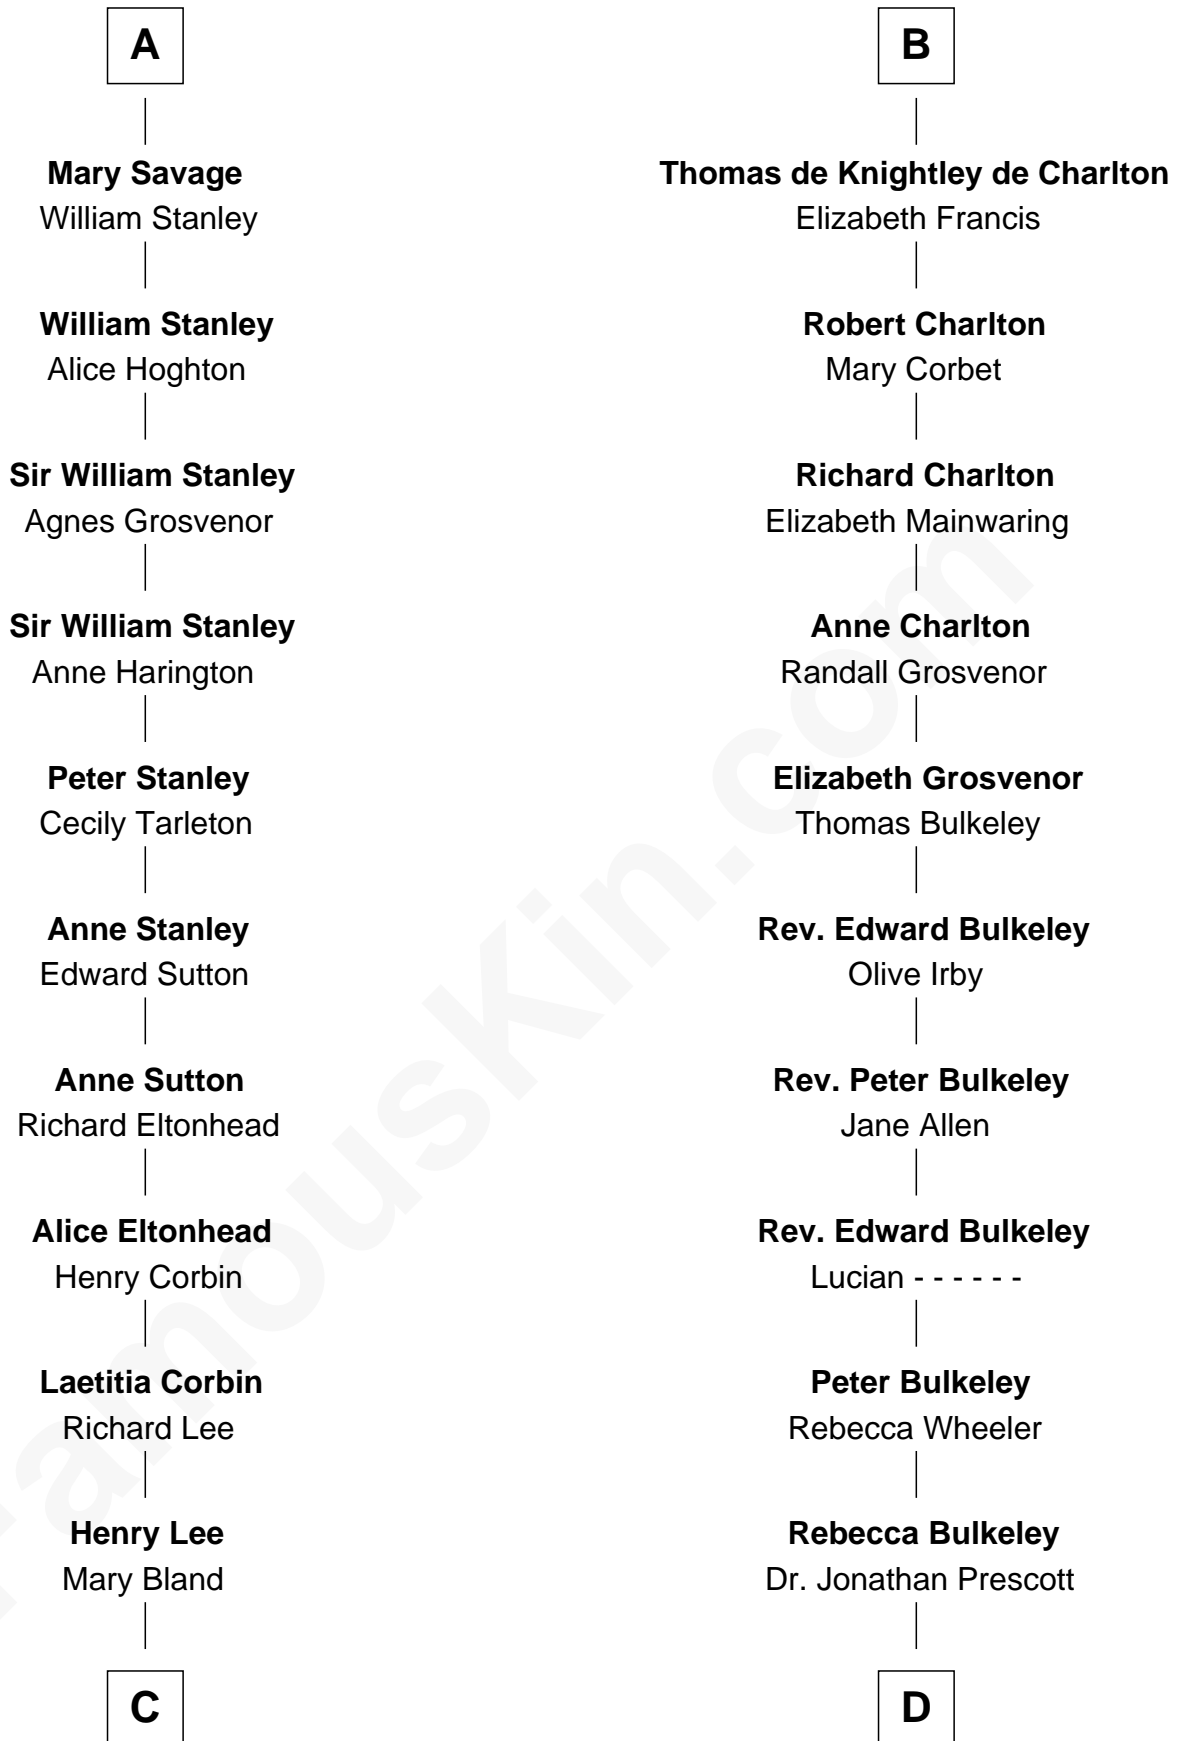 A
Mary Savage
William Stanley
William Stanley
Alice Hoghton
Sir William Stanley
Agnes Grosvenor
Sir William Stanley
Anne Harington
Peter Stanley
Cecily Tarleton
Anne Stanley
Edward Sutton
Anne Sutton
Richard Eltonhead
Alice Eltonhead
Henry Corbin
Laetitia Corbin
Richard Lee
Henry Lee
Mary Bland
C
B
Thomas de Knightley de Charlton
Elizabeth Francis
Robert Charlton
Mary Corbet
Richard Charlton
Elizabeth Mainwaring
Anne Charlton
Randall Grosvenor
Elizabeth Grosvenor
Thomas Bulkeley
Rev. Edward Bulkeley
Olive Irby
Rev. Peter Bulkeley
Jane Allen
Rev. Edward Bulkeley
Lucian - - - - - -
Peter Bulkeley
Rebecca Wheeler
Rebecca Bulkeley
Dr. Jonathan Prescott
D
FamousKin.com